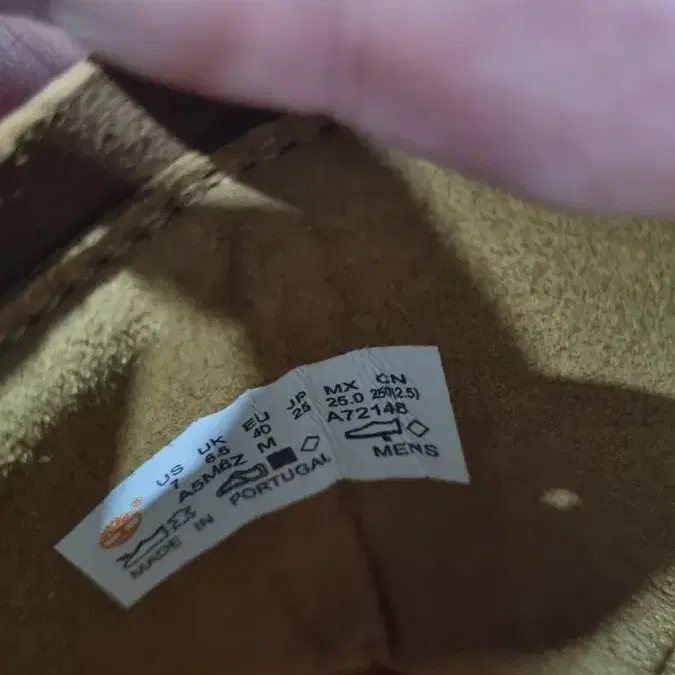 US UK EU JP MX CN
7 6.5 40 25 25.0 250(2.5)
A5M6Z M A72148
MADE IN PORTUGAL MENS